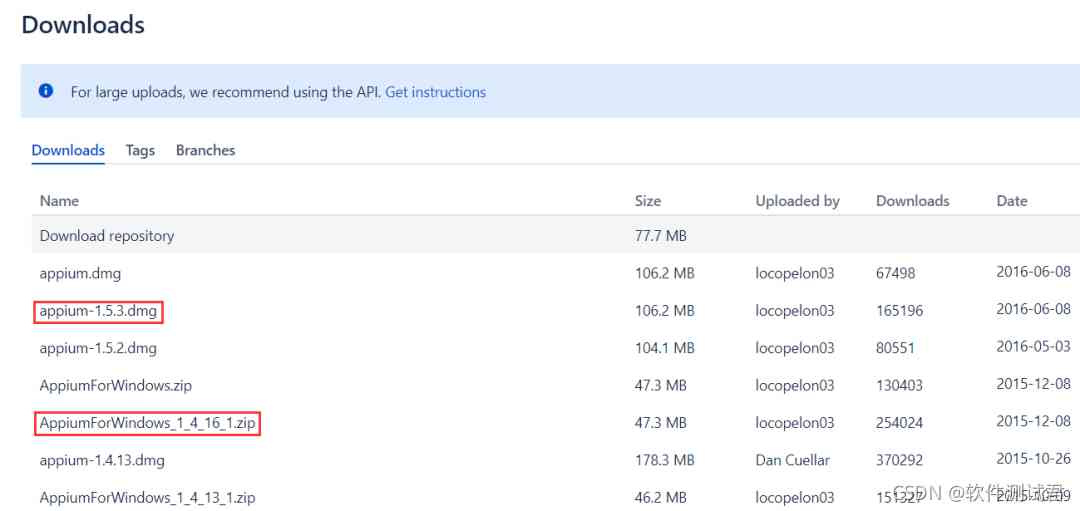 Downloads
For large uploads, we recommend using the API. Get instructions
Downloads Tags Branches
Name Size Uploaded by Downloads Date
Download repository 77.7 MB
appium.dmg 106.2 MB locopelon03 67498 2016-06-08
appium-1.5.3.dmg 106.2 MB locopelon03 165196 2016-06-08
appium-1.5.2.dmg 104.1 MB locopelon03 80551 2016-05-03
AppiumForWindows.zip 47.3 MB locopelon03 130403 2015-12-08
AppiumForWindows_1_4_16_1.zip 47.3 MB locopelon03 254024 2015-12-08
appium-1.4.13.dmg 178.3 MB Dan Cuellar 370292 2015-10-26
AppiumForWindows_1_4_13_1.zip 46.2 MB locopelon03 151327
CSDN @软件测试君